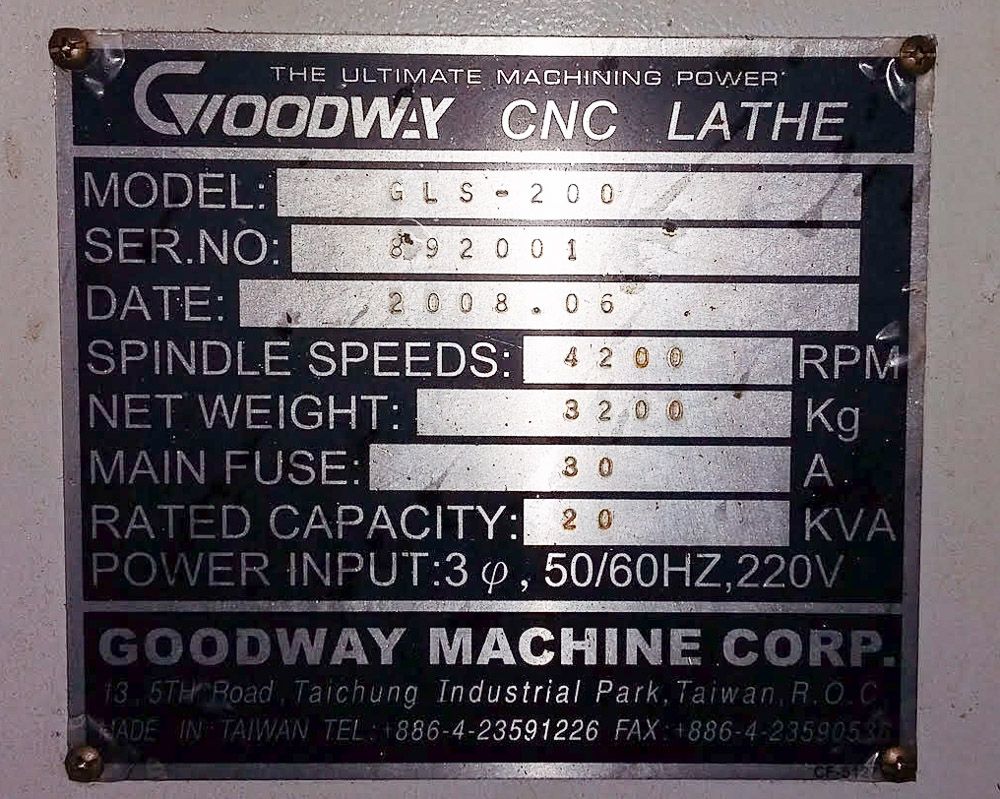 THE ULTIMATE MACHINING POWER
GOODWAY CNC LATHE
MODEL: GLS-200
SER.NO: 892001
DATE: 2008.06
SPINDLE SPEEDS: 4200 RPM
NET WEIGHT: 3200 Kg
MAIN FUSE: 30 A
RATED CAPACITY: 20 KVA
POWER INPUT:3φ, 50/60HZ,220V
GOODWAY MACHINE CORP.
13, 5TH Road, Taichung Industrial Park, Taiwan, R.O.C.
MADE IN TAIWAN TEL:+886-4-23591226 FAX: